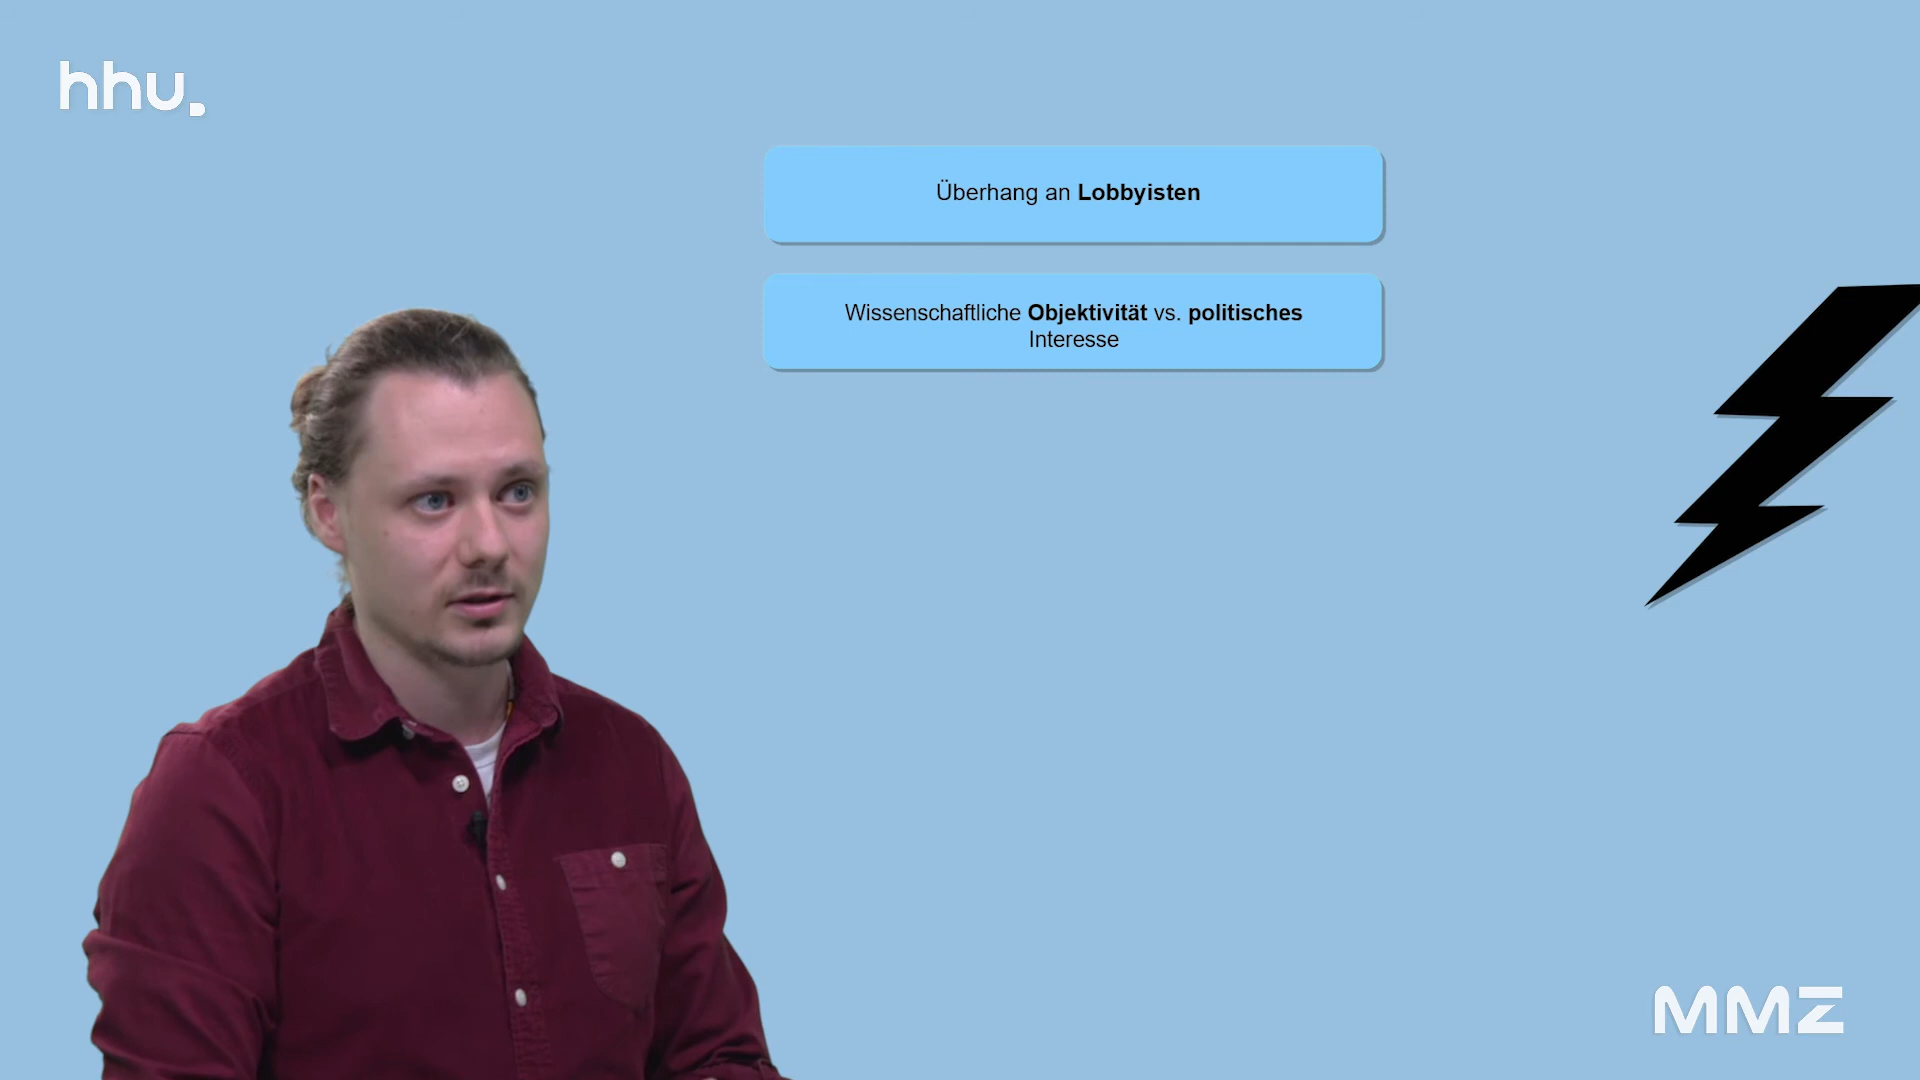 hhu.
Überhang an Lobbyisten
Wissenschaftliche Objektivität vs. politisches
Interesse
MMZ